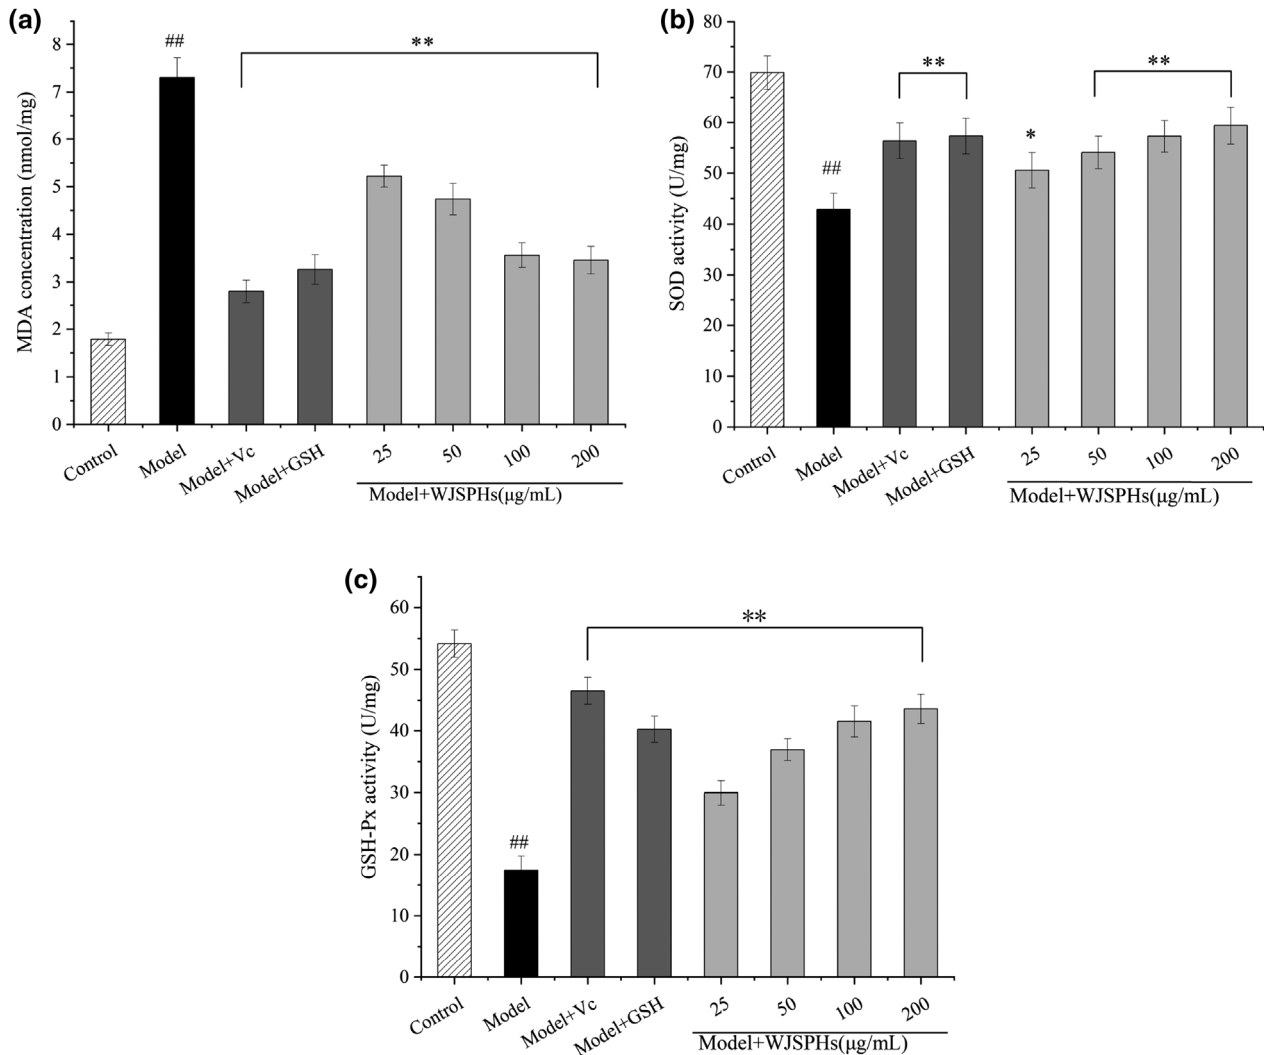 (a)
MDA concentration (nmol/mg)
8
7
6
5
4
3
2
1
0
##
**
Control
Model
Model+Vc
Model+GSH
25
50
100
200
Model+WJSPHs(μg/mL)
(b)
SOD activity (U/mg)
80
70
60
50
40
30
20
10
0
##
**
*
**
Control
Model
Model+Vc
Model+GSH
25
50
100
200
Model+WJSPHs(μg/mL)
(c)
GSH-Px activity (U/mg)
60
50
40
30
20
10
0
##
**
Control
Model
Model+Vc
Model+GSH
25
50
100
200
Model+WJSPHs(μg/mL)